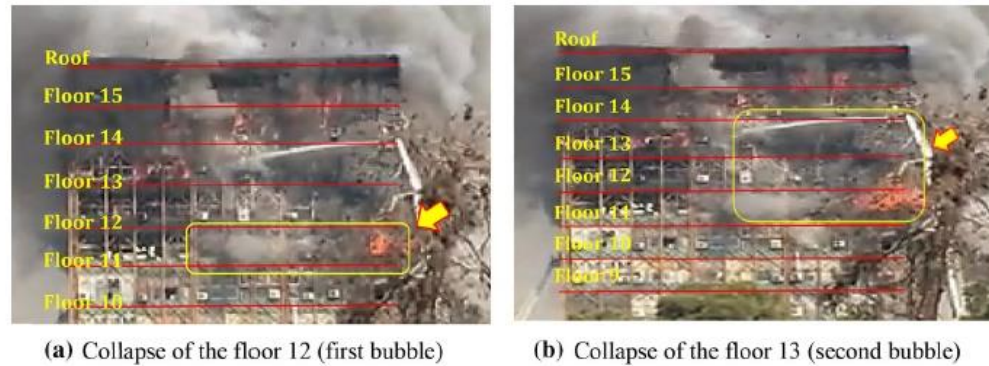 Roof
Floor 15
Floor 14
Floor 13
Floor 12
Floor 11
Floor 10
Roof
Floor 15
Floor 14
Floor 13
Floor 12
Floor 11
Floor 10
Floor 9
(a) Collapse of the floor 12 (first bubble)
(b) Collapse of the floor 13 (second bubble)